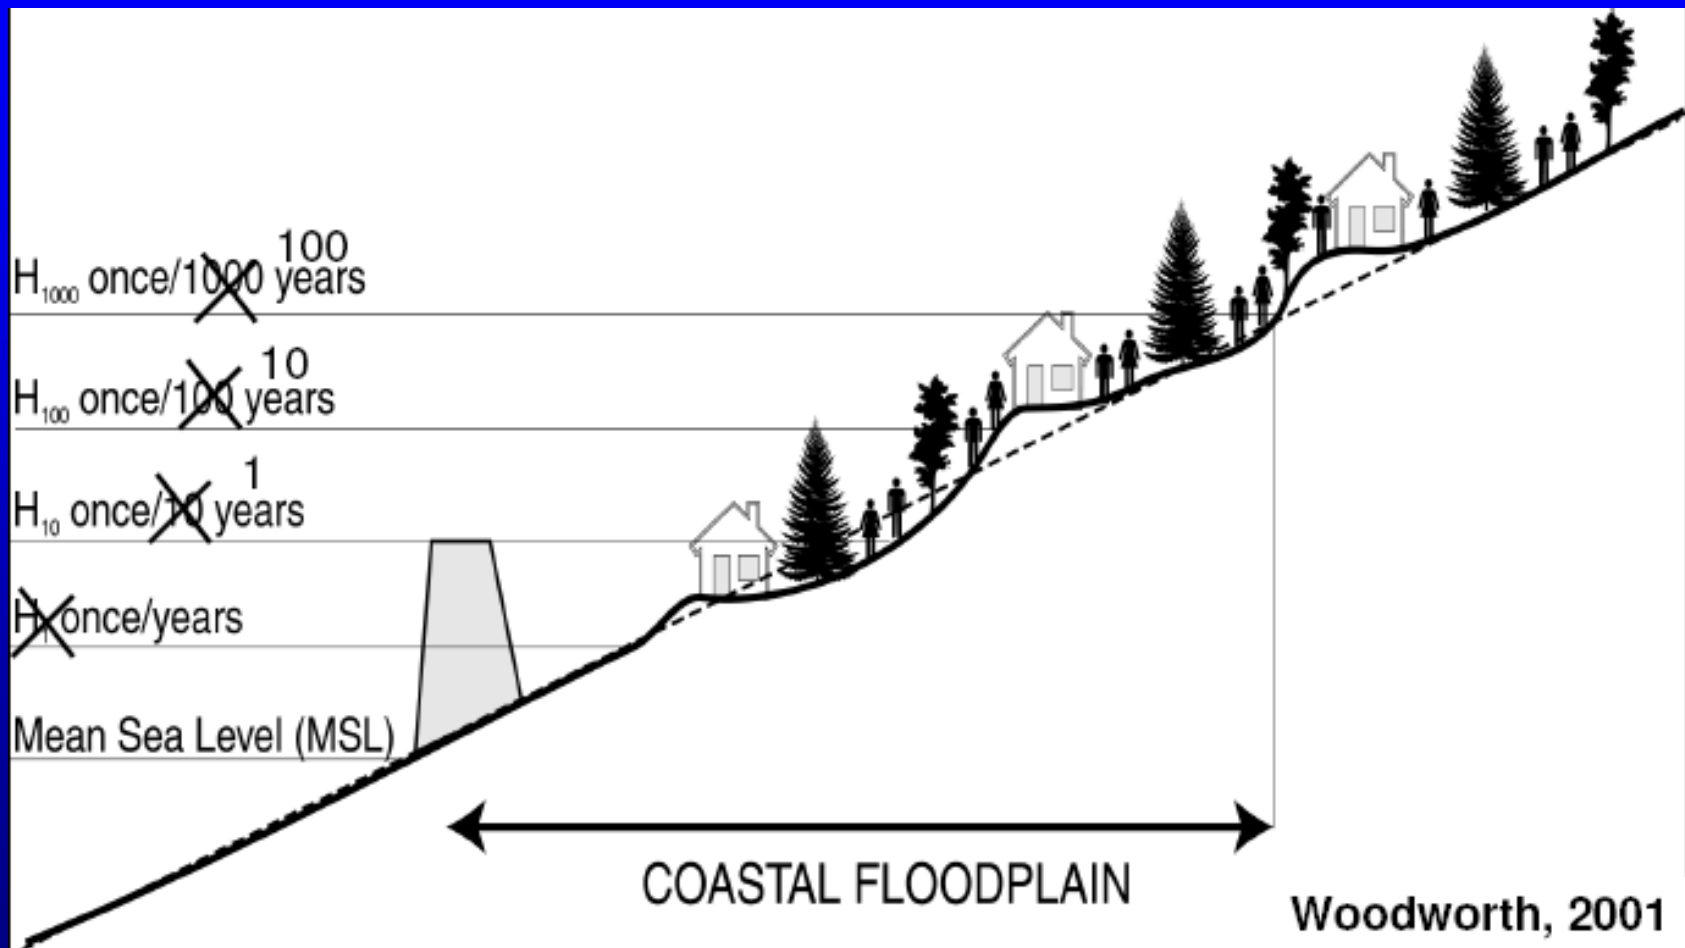 100
H1000 once/1000 years
10
H100 once/100 years
1
H10 once/10 years
H1 once/years
Mean Sea Level (MSL)
COASTAL FLOODPLAIN
Woodworth, 2001